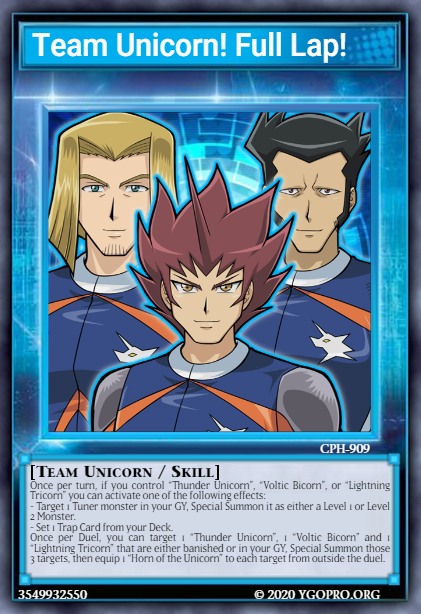 Team Unicorn! Full Lap!
CPH-909
[Team Unicorn / Skill]
Once per turn, if you control "Thunder Unicorn", "Voltic Bicorn", or "Lightning
Tricorn" you can activate one of the following effects:
- Target 1 Tuner monster in your GY, Special Summon it as either a Level 1 or Level
2 Monster.
- Set 1 Trap Card from your Deck.
Once per Duel, you can target 1 "Thunder Unicorn", 1 "Voltic Bicorn" and 1
"Lightning Tricorn" that are either banished or in your GY, Special Summon those
3 targets, then equip 1 "Horn of the Unicorn" to each target from outside the duel.
3549932550
© 2020 YGOPRO.ORG